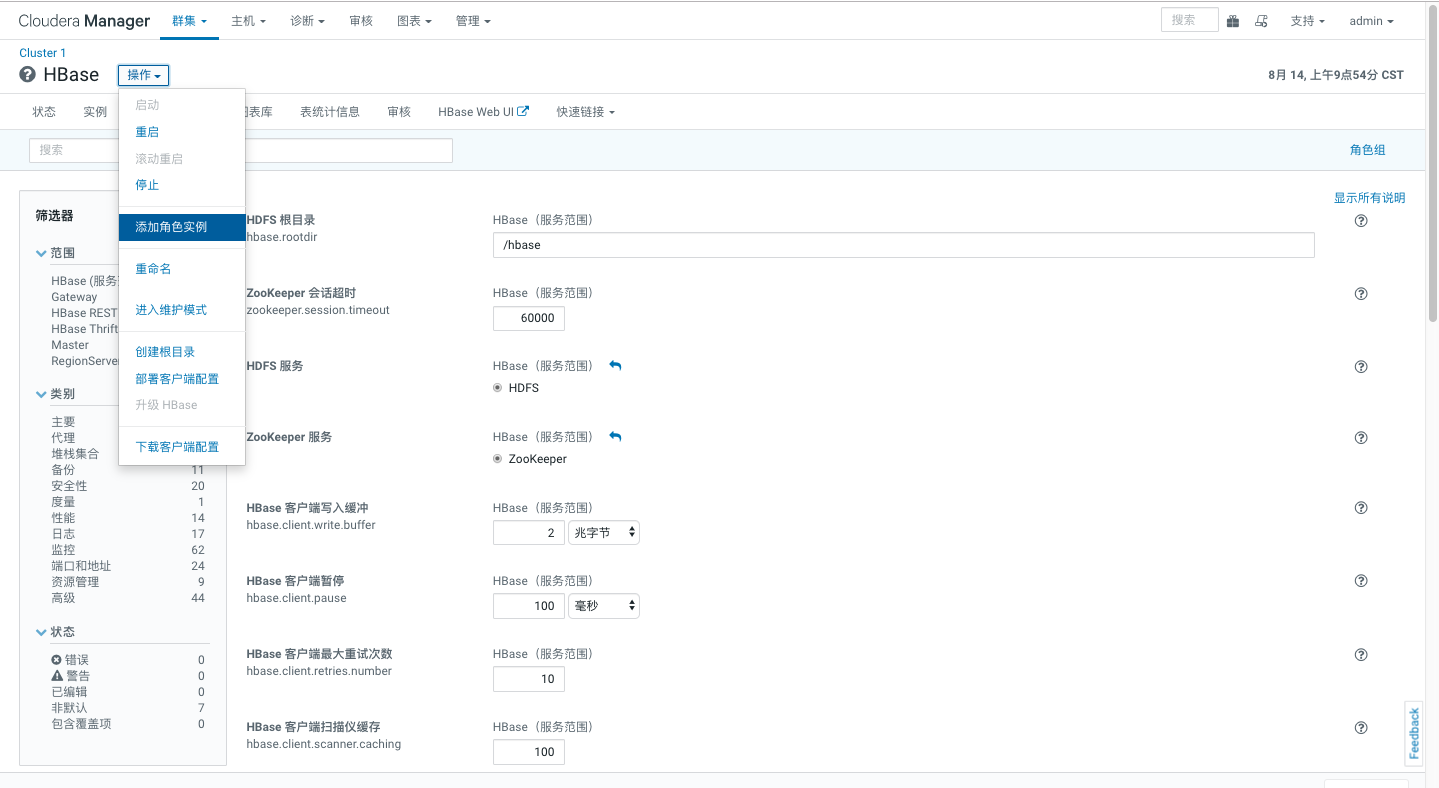 Cloudera Manager 群集 主机 诊断 审核 图表 管理 搜索 支持 admin
Cluster 1
HBase 操作 8月 14, 上午9点54分 CST
状态 实例 表库 表统计信息 审核 HBase Web UI 快速链接
搜索 角色组
启动
重启
滚动重启
停止
添加角色实例
重命名
进入维护模式
创建根目录
部署客户端配置
升级 HBase
下载客户端配置
显示所有说明
筛选器
范围
HBase (服务
Gateway
HBase REST
HBase Thrift
Master
RegionServer
类别
主要
代理
堆栈集合
备份 11
安全性 20
度量 1
性能 14
日志 17
监控 62
端口和地址 24
资源管理 9
高级 44
状态
错误 0
警告 0
已编辑 0
非默认 7
包含覆盖项 0
HDFS 根目录 HBase（服务范围）
hbase.rootdir /hbase
ZooKeeper 会话超时 HBase（服务范围）
zookeeper.session.timeout 60000
HDFS 服务 HBase（服务范围）
HDFS
ZooKeeper 服务 HBase（服务范围）
ZooKeeper
HBase 客户端写入缓冲 HBase（服务范围）
hbase.client.write.buffer 2 兆字节
HBase 客户端暂停 HBase（服务范围）
hbase.client.pause 100 毫秒
HBase 客户端最大重试次数 HBase（服务范围）
hbase.client.retries.number 10
HBase 客户端扫描仪缓存 HBase（服务范围）
hbase.client.scanner.caching 100
Feedback